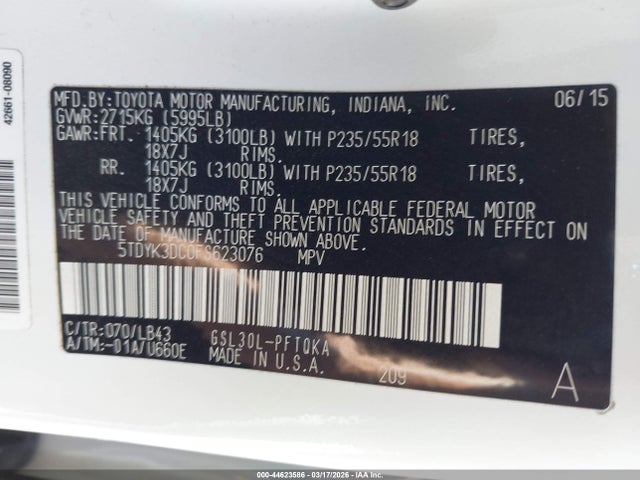 42661-08090
MFD.BY:TOYOTA MOTOR MANUFACTURING, INDIANA, INC. 06/15
GVWR:2715KG (5995LB)
GAWR:FRT. 1405KG (3100LB) WITH P235/55R18 TIRES,
18X7J RIMS.
RR. 1405KG (3100LB) WITH P235/55R18 TIRES,
18X7J RIMS.
THIS VEHICLE CONFORMS TO ALL APPLICABLE FEDERAL MOTOR
VEHICLE SAFETY AND THEFT PREVENTION STANDARDS IN EFFECT ON
THE DATE OF MANUFACTURE SHOWN ABOVE.
5TDYK3DC0FS623076 MPV
C/TR:070/LB43 GSL30L-PFTQKA
A/TM:-01A/U660E MADE IN U.S.A.
209 A
000-44623586 - 03/17/2026 - IAAI.COM